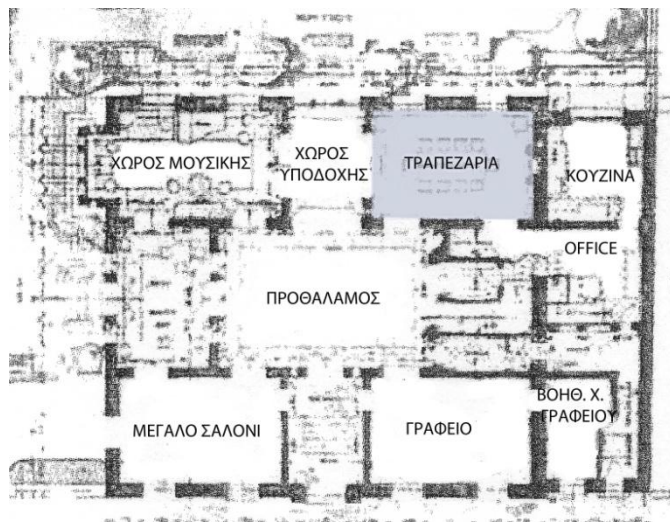 ΧΩΡΟΣ ΜΟΥΣΙΚΗΣ
ΧΩΡΟΣ
ΥΠΟΔΟΧΗΣ
ΤΡΑΠΕΖΑΡΙΑ
ΚΟΥΖΙΝΑ
OFFICE
ΠΡΟΘΑΛΑΜΟΣ
ΜΕΓΑΛΟ ΣΑΛΟΝΙ
ΓΡΑΦΕΙΟ
ΒΟΗΘ. Χ.
ΓΡΑΦΕΙΟΥ